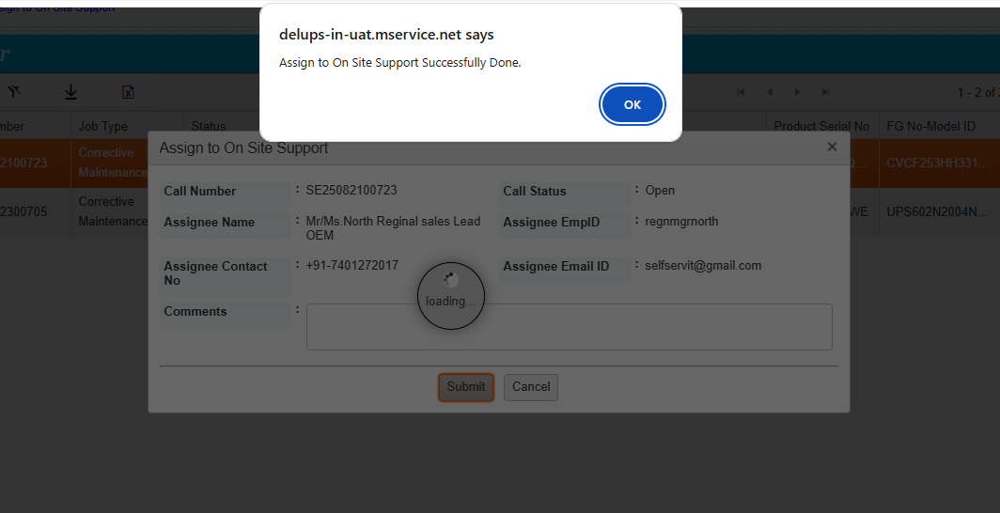 eign to On Site Support
delups-in-uat.mservice.net says
Assign to On Site Support Successfully Done.
OK
r
1 - 2 of 2
mber Job Type Status Product Serial No FG No-Model ID
2100723 Corrective Maintenance Q... CVCF253HH331...
2300705 Corrective Maintenance WE UPS602N2004N...
Assign to On Site Support ×
Call Number : SE25082100723 Call Status : Open
Assignee Name : Mr/Ms.North Reginal sales Lead OEM Assignee EmpID : regnmgrnorth
Assignee Contact No : +91-7401272017 Assignee Email ID : selfservit@gmail.com
loading...
Comments :
Submit Cancel